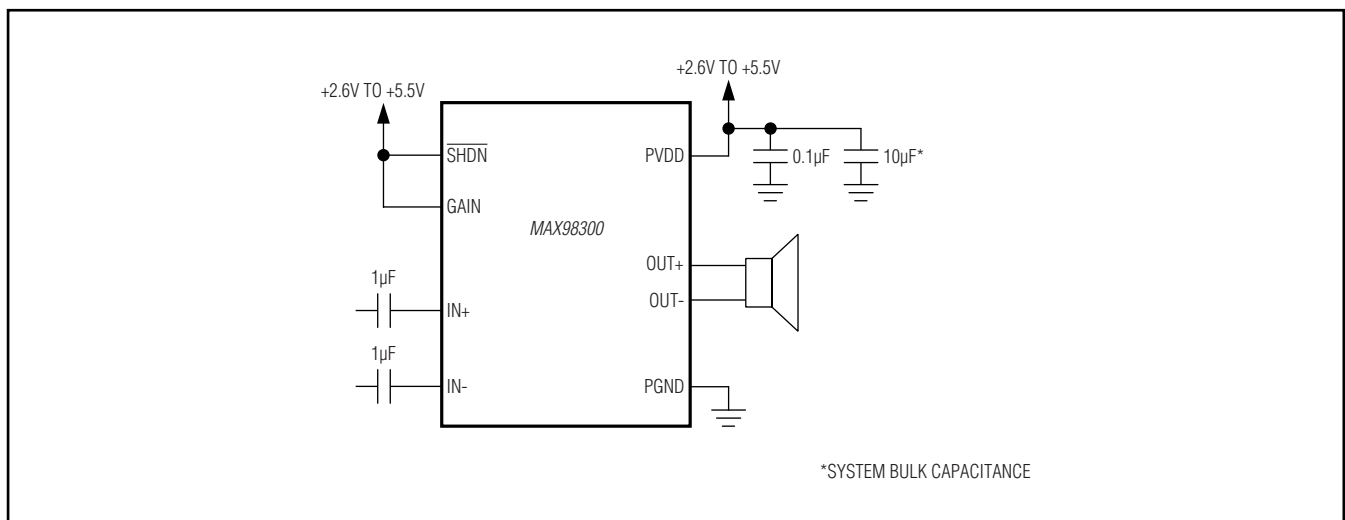 +2.6V TO +5.5V
+2.6V TO +5.5V
SHDN
PVDD
0.1µF
10µF*
GAIN
MAX98300
OUT+
1µF
OUT-
IN+
1µF
IN-
PGND
*SYSTEM BULK CAPACITANCE